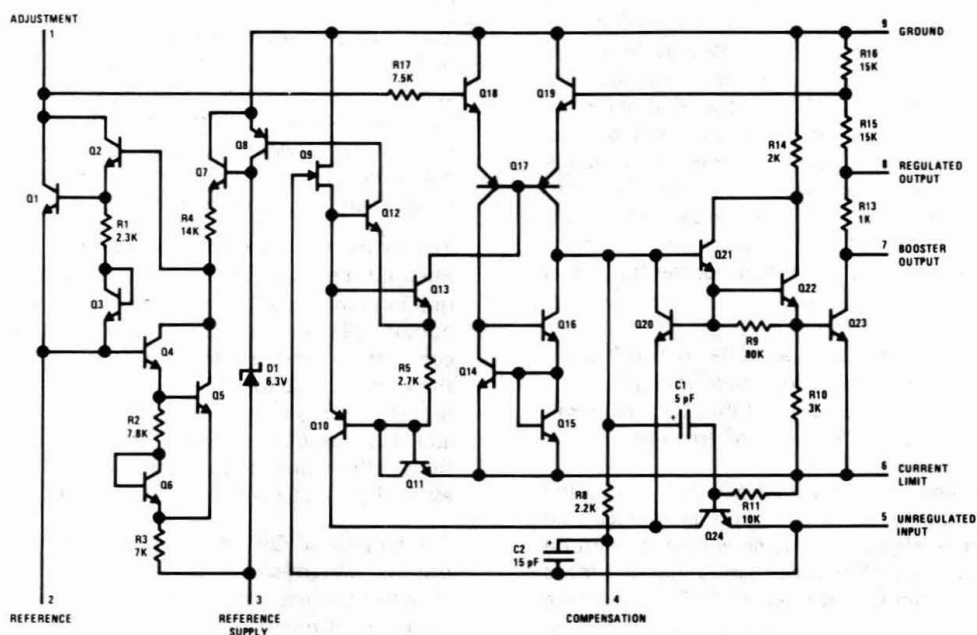 ADJUSTMENT
1
9
GROUND
R17
7.5K
Q18
Q19
R16
15K
R15
15K
Q2
Q7
Q8
Q9
Q17
R14
2K
8
REGULATED
OUTPUT
Q1
R1
2.3K
R4
14K
Q12
R13
1K
7
BOOSTER
OUTPUT
Q21
Q3
Q13
Q22
Q16
Q20
R9
80K
Q23
Q4
D1
6.3V
R5
2.7K
Q14
C1
5 pF
+
R10
3K
Q5
R2
7.8K
Q10
Q15
Q11
6
CURRENT
LIMIT
Q6
R8
2.2K
R11
10K
Q24
5
UNREGULATED
INPUT
R3
7K
C2
15 pF
+
2
REFERENCE
3
REFERENCE
SUPPLY
4
COMPENSATION